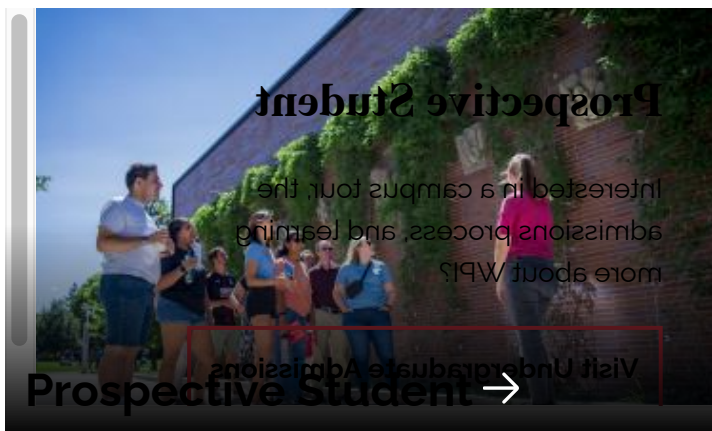 Prospective Student
Interested in a campus tour, the
admissions process, and learning
more about WPI?
Visit Undergraduate Admissions
Prospective Student →